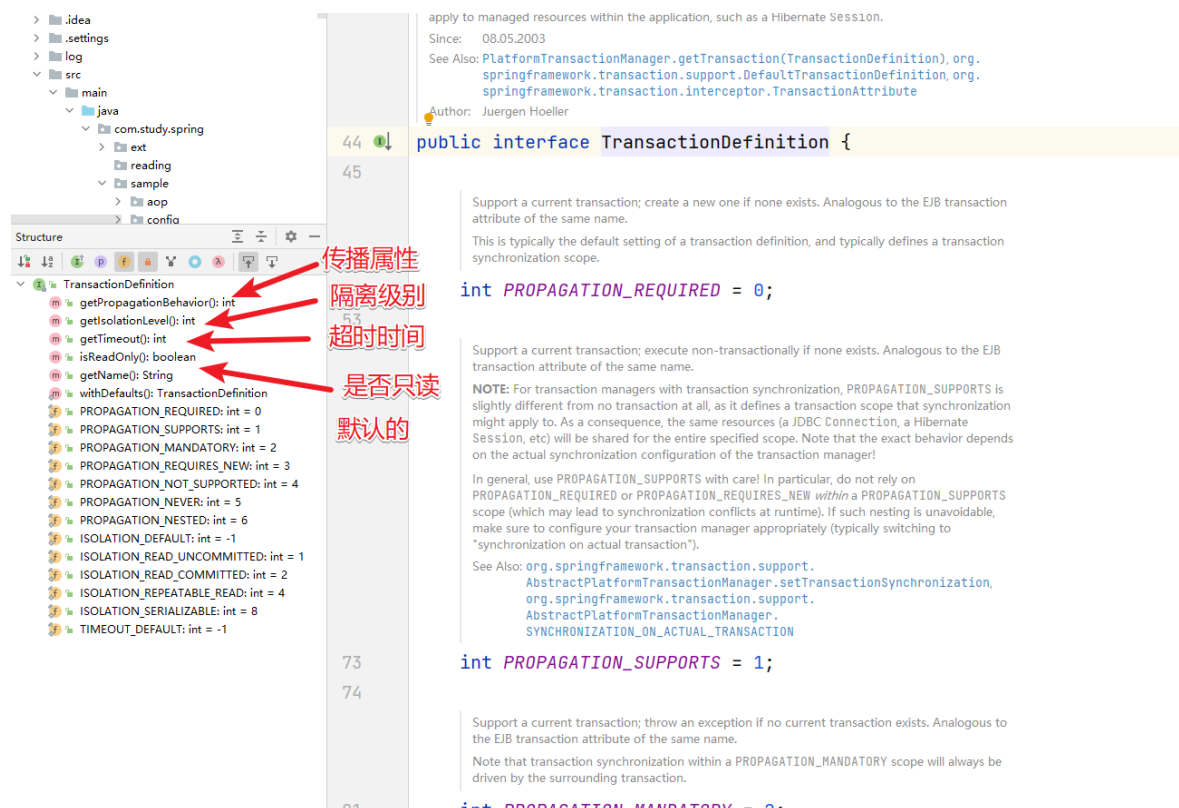 .idea
.settings
log
src
main
java
com.study.spring
ext
reading
sample
aop
config
Structure
TransactionDefinition
getPropagationBehavior(): int
getIsolationLevel(): int
getTimeout(): int
isReadOnly(): boolean
getName(): String
withDefaults(): TransactionDefinition
PROPAGATION_REQUIRED: int = 0
PROPAGATION_SUPPORTS: int = 1
PROPAGATION_MANDATORY: int = 2
PROPAGATION_REQUIRES_NEW: int = 3
PROPAGATION_NOT_SUPPORTED: int = 4
PROPAGATION_NEVER: int = 5
PROPAGATION_NESTED: int = 6
ISOLATION_DEFAULT: int = -1
ISOLATION_READ_UNCOMMITTED: int = 1
ISOLATION_READ_COMMITTED: int = 2
ISOLATION_REPEATABLE_READ: int = 4
ISOLATION_SERIALIZABLE: int = 8
TIMEOUT_DEFAULT: int = -1
传播属性
隔离级别
超时时间
是否只读
默认的
apply to managed resources within the application, such as a Hibernate Session.
Since: 08.05.2003
See Also: PlatformTransactionManager.getTransaction(TransactionDefinition), org.
springframework.transaction.support.DefaultTransactionDefinition, org.
springframework.transaction.interceptor.TransactionAttribute
Author: Juergen Hoeller
44 public interface TransactionDefinition {
45
Support a current transaction; create a new one if none exists. Analogous to the EJB transaction
attribute of the same name.
This is typically the default setting of a transaction definition, and typically defines a transaction
synchronization scope.
int PROPAGATION_REQUIRED = 0;
53
Support a current transaction; execute non-transactionally if none exists. Analogous to the EJB
transaction attribute of the same name.
NOTE: For transaction managers with transaction synchronization, PROPAGATION_SUPPORTS is
slightly different from no transaction at all, as it defines a transaction scope that synchronization
might apply to. As a consequence, the same resources (a JDBC Connection, a Hibernate
Session, etc) will be shared for the entire specified scope. Note that the exact behavior depends
on the actual synchronization configuration of the transaction manager!
In general, use PROPAGATION_SUPPORTS with care! In particular, do not rely on
PROPAGATION_REQUIRED or PROPAGATION_REQUIRES_NEW within a PROPAGATION_SUPPORTS
scope (which may lead to synchronization conflicts at runtime). If such nesting is unavoidable,
make sure to configure your transaction manager appropriately (typically switching to
"synchronization on actual transaction").
See Also: org.springframework.transaction.support.
AbstractPlatformTransactionManager.setTransactionSynchronization,
org.springframework.transaction.support.
AbstractPlatformTransactionManager.
SYNCHRONIZATION_ON_ACTUAL_TRANSACTION
73 int PROPAGATION_SUPPORTS = 1;
74
Support a current transaction; throw an exception if no current transaction exists. Analogous to
the EJB transaction attribute of the same name.
Note that transaction synchronization within a PROPAGATION_MANDATORY scope will always be
driven by the surrounding transaction.
81 int PROPAGATION_MANDATORY = 2;